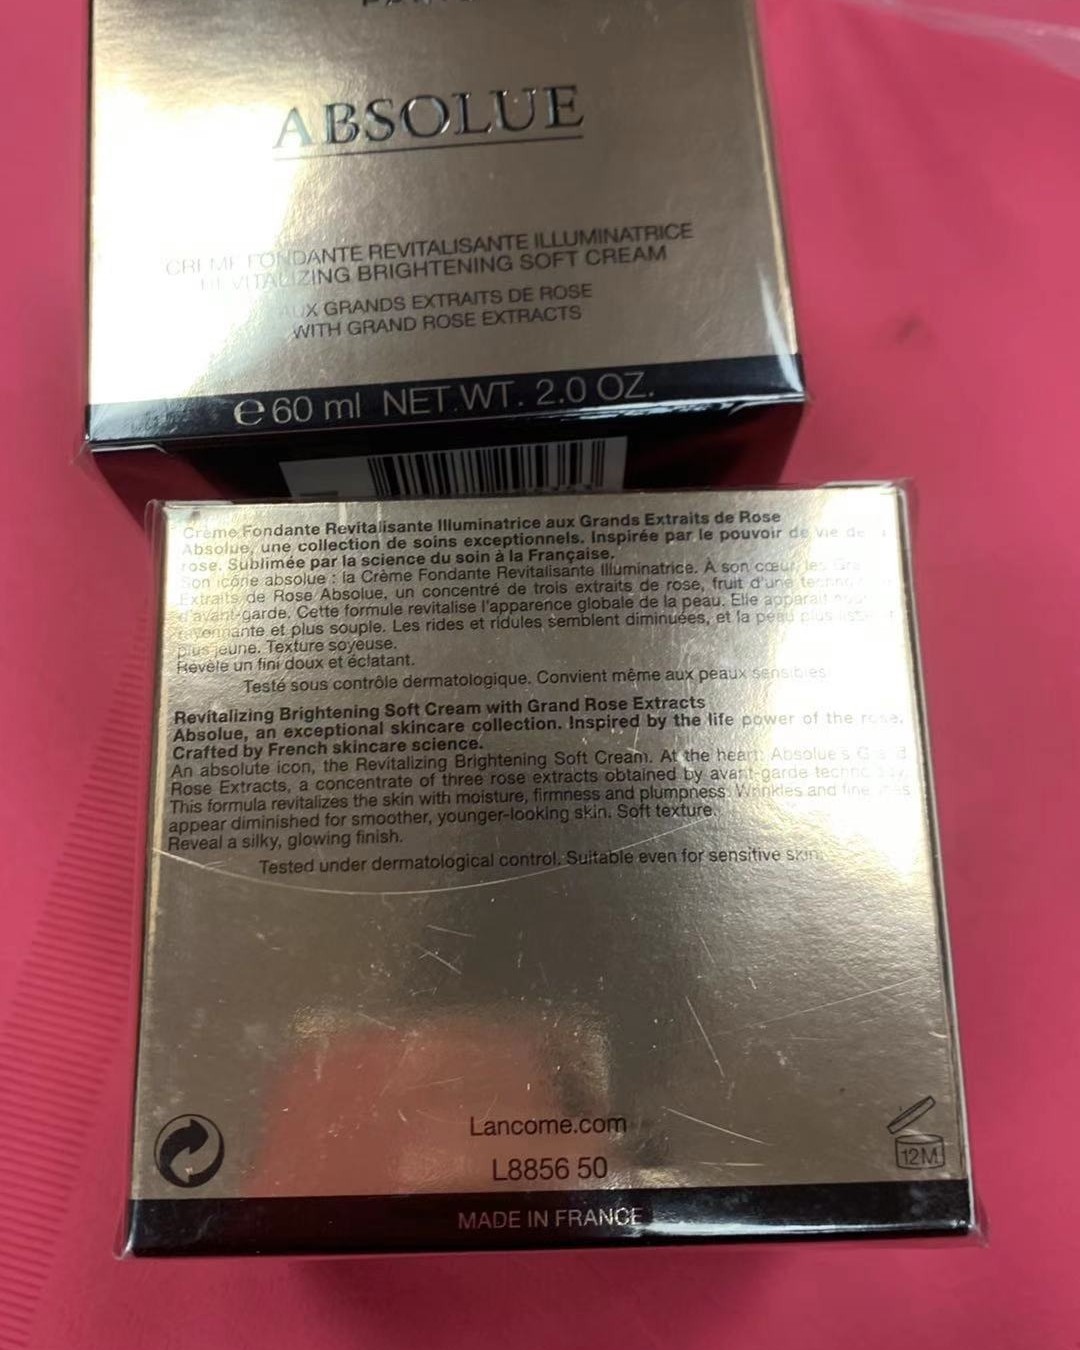 ABSOLUE
CRÈME FONDANTE REVITALISANTE ILLUMINATRICE
REVITALIZING BRIGHTENING SOFT CREAM
AUX GRANDS EXTRAITS DE ROSE
WITH GRAND ROSE EXTRACTS
e 60 ml NET WT. 2.0 OZ.
Crème Fondante Revitalisante Illuminatrice aux Grands Extraits de Rose
Absolue, une collection de soins exceptionnels. Inspirée par le pouvoir de vie de
rose. Sublimée par la science du soin à la Française.
Son icône absolue : la Crème Fondante Revitalisante Illuminatrice. À son cœur, les
Extraits de Rose Absolue, un concentré de trois extraits de rose, fruit d'une
d'avant-garde. Cette formule revitalise l'apparence globale de la peau. Elle apparaît
rayonnante et plus souple. Les rides et ridules semblent diminuées, et la peau plus
plus jeune. Texture soyeuse.
Révèle un fini doux et éclatant.
Testé sous contrôle dermatologique. Convient même aux peaux sensibles
Revitalizing Brightening Soft Cream with Grand Rose Extracts
Absolue, an exceptional skincare collection. Inspired by the life power of the rose.
Crafted by French skincare science.
An absolute icon, the Revitalizing Brightening Soft Cream. At the heart: Absolue's
Rose Extracts, a concentrate of three rose extracts obtained by avant-garde
This formula revitalizes the skin with moisture, firmness and plumpness. Wrinkles and fine
appear diminished for smoother, younger-looking skin. Soft texture.
Reveal a silky, glowing finish.
Tested under dermatological control. Suitable even for sensitive skin.
Lancome.com
L8856 50
12M
MADE IN FRANCE